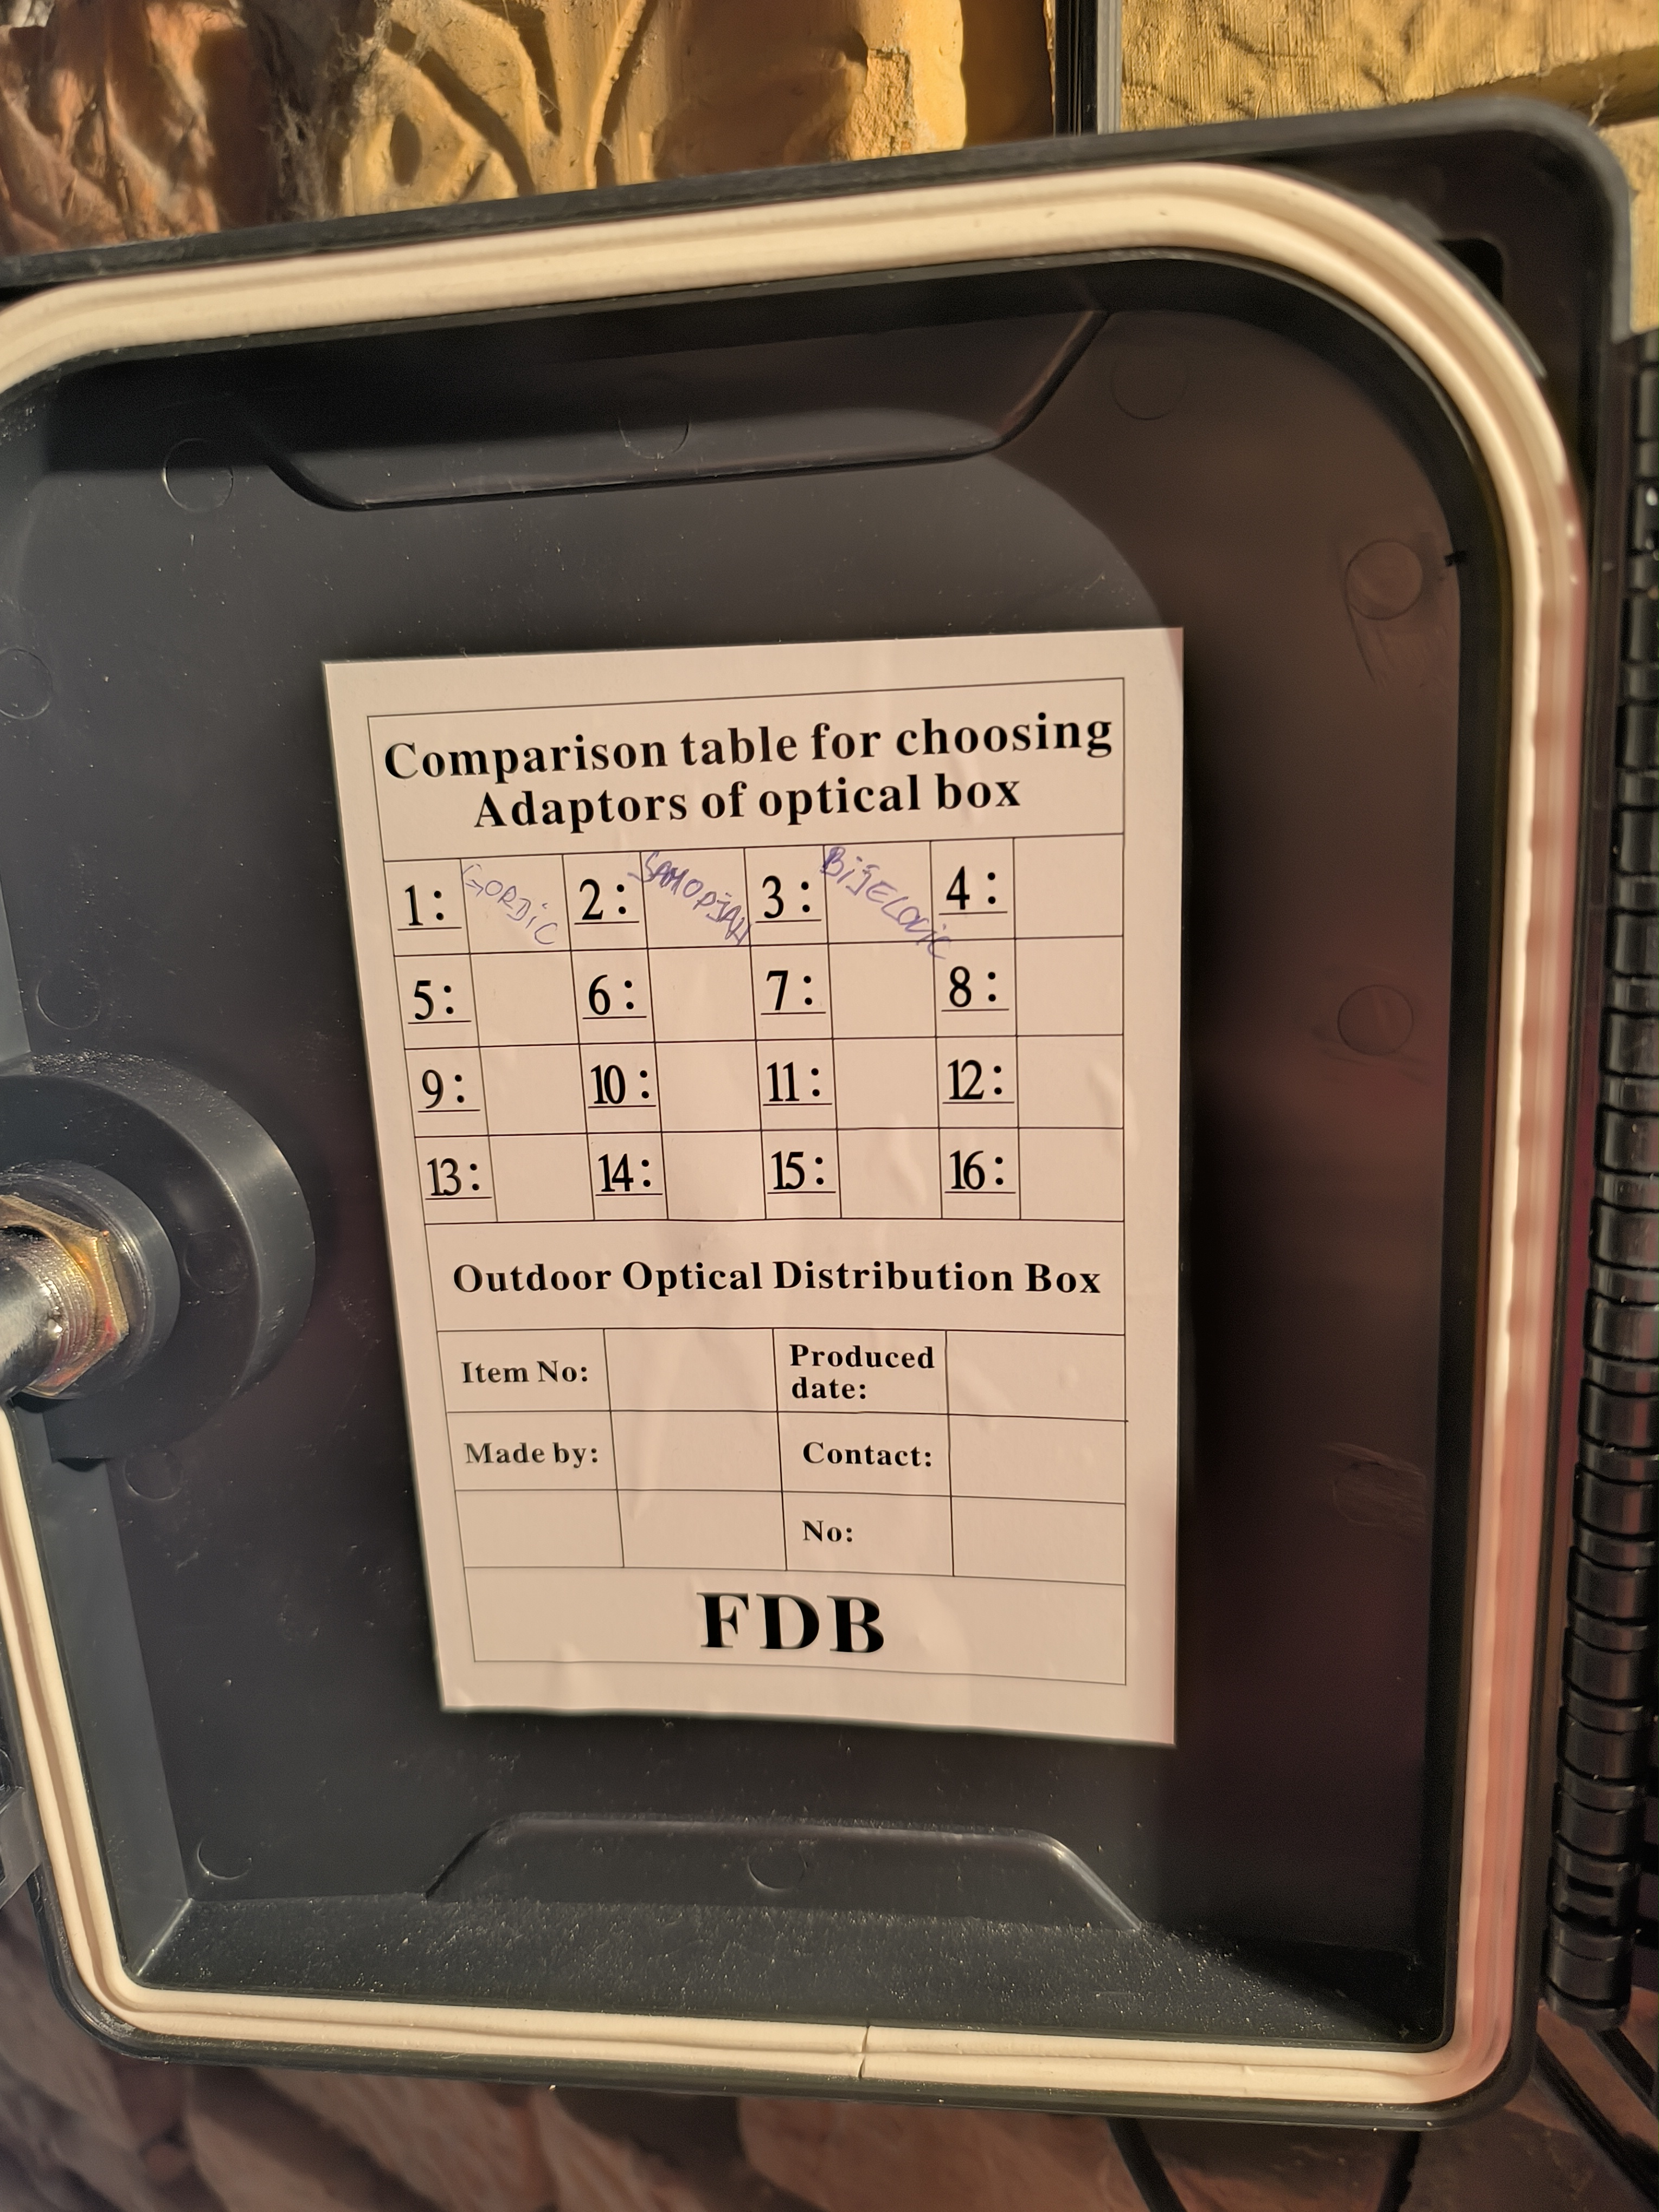 Comparison table for choosing
Adaptors of optical box
1: GORDIC 2: SAMODJAN 3: BIJELOVIC 4:
5: 6: 7: 8:
9: 10: 11: 12:
13: 14: 15: 16:
Outdoor Optical Distribution Box
Item No: Produced date:
Made by: Contact:
No:
FDB